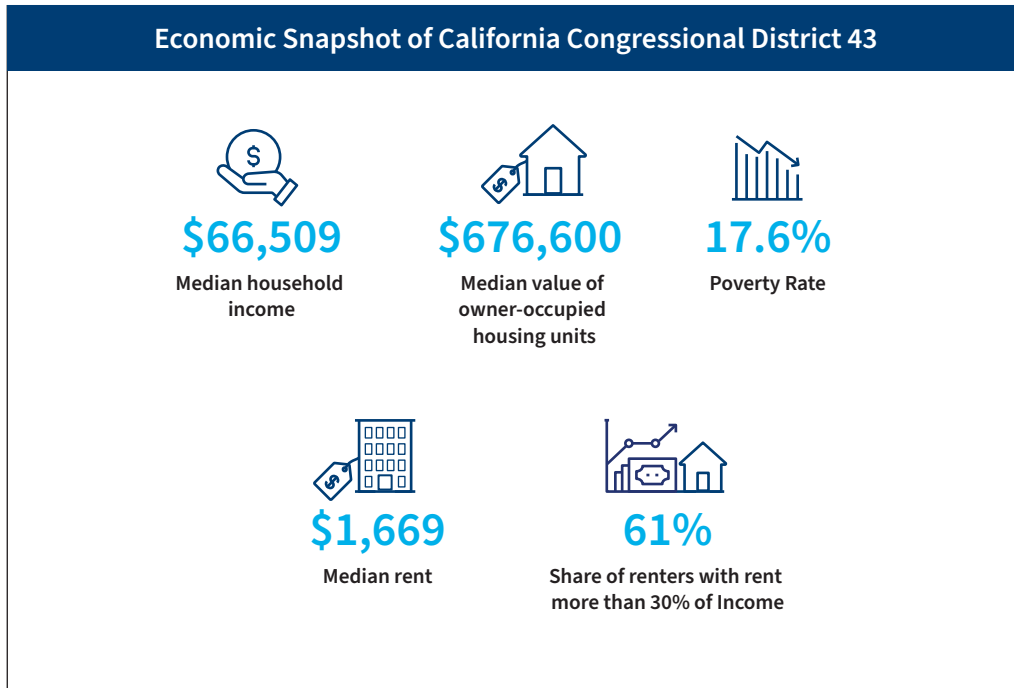 Economic Snapshot of California Congressional District 43
$
$
$66,509
Median household
income
$676,600
Median value of
owner-occupied
housing units
17.6%
Poverty Rate
$
$1,669
Median rent
61%
Share of renters with rent
more than 30% of Income